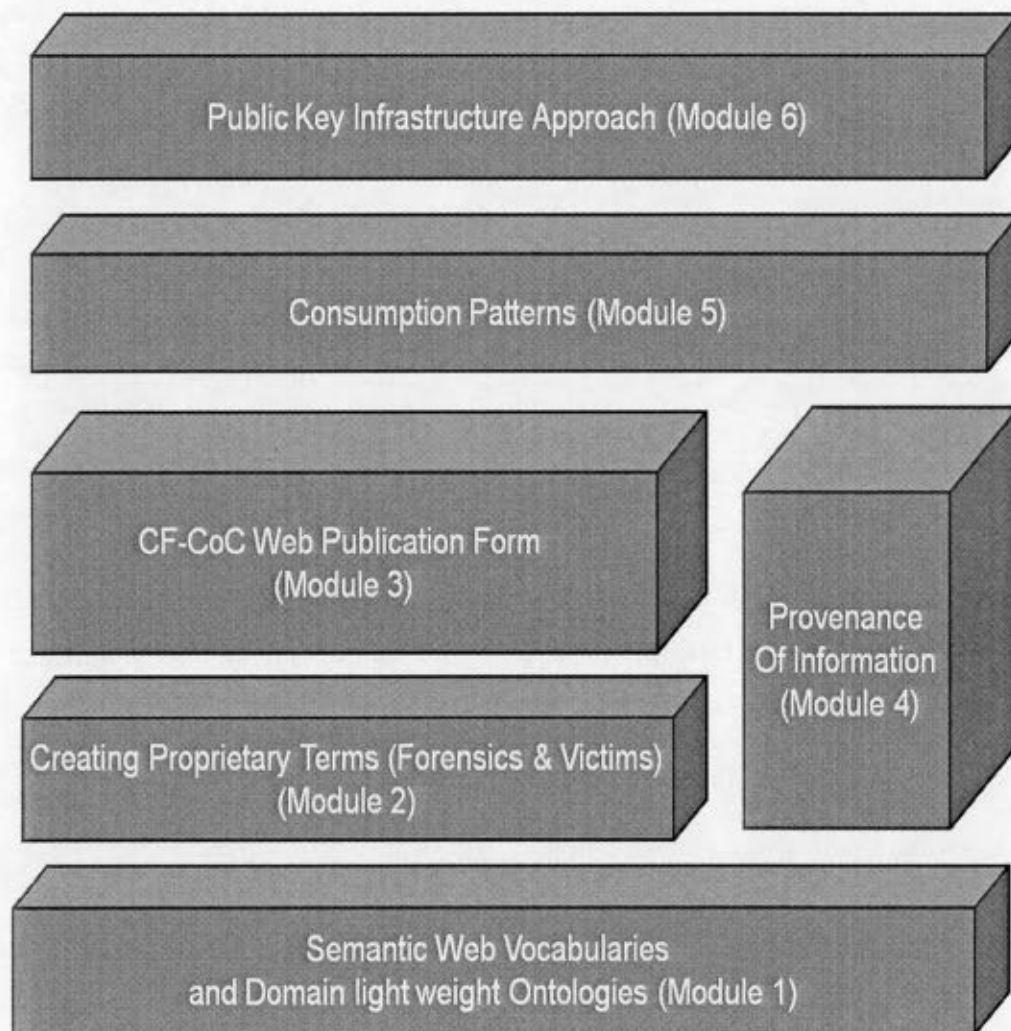 Public Key Infrastructure Approach (Module 6)
Consumption Patterns (Module 5)
CF-CoC Web Publication Form
(Module 3)
Provenance
Of Information
(Module 4)
Creating Proprietary Terms (Forensics & Victims)
(Module 2)
Semantic Web Vocabularies
and Domain light weight Ontologies (Module 1)